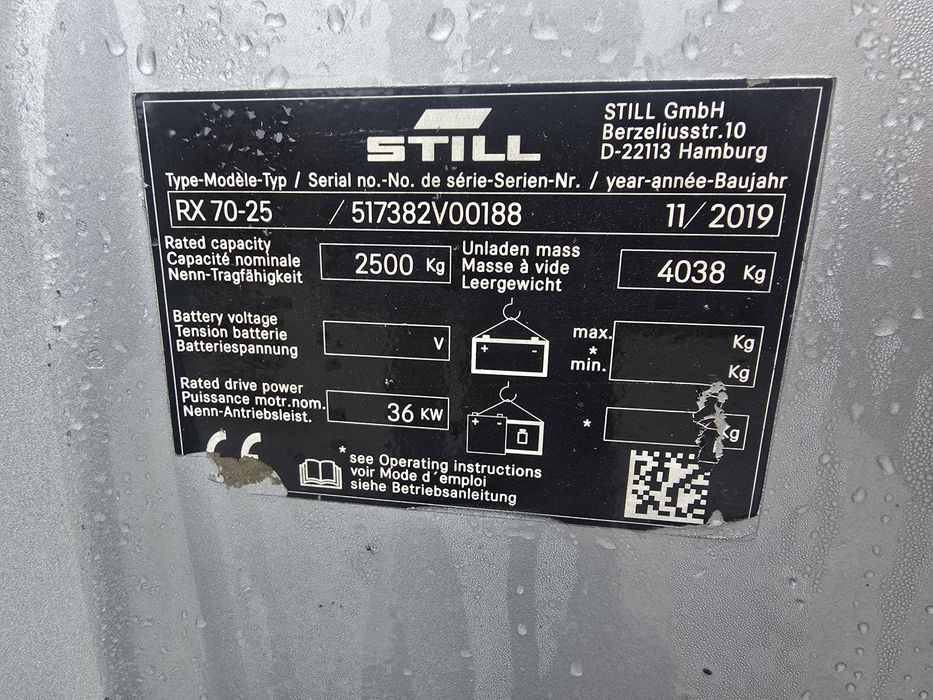 STILL
STILL GmbH
Berzeliusstr.10
D-22113 Hamburg
Type-Modèle-Typ / Serial no.-No. de série-Serien-Nr. / year-année-Baujahr
RX 70-25 / 517382V00188 11/2019
Rated capacity
Capacité nominale
Nenn-Tragfähigkeit
2500 Kg
Unladen mass
Masse à vide
Leergewicht
4038 Kg
Battery voltage
Tension batterie
Batteriespannung
V
+ -
max.
*
min.
Kg
Kg
Rated drive power
Puissance motr.nom.
Nenn-Antriebsleist.
36 KW
+ -
*
Kg
CE
* see Operating instructions
voir Mode d´emploi
siehe Betriebsanleitung